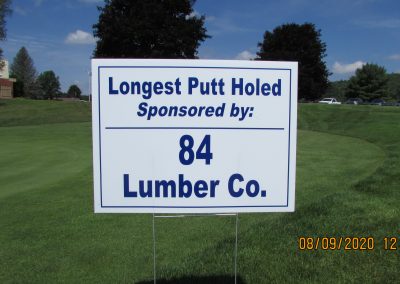 Longest Putt Holed
Sponsored by:
84
Lumber Co.
08/09/2020 12